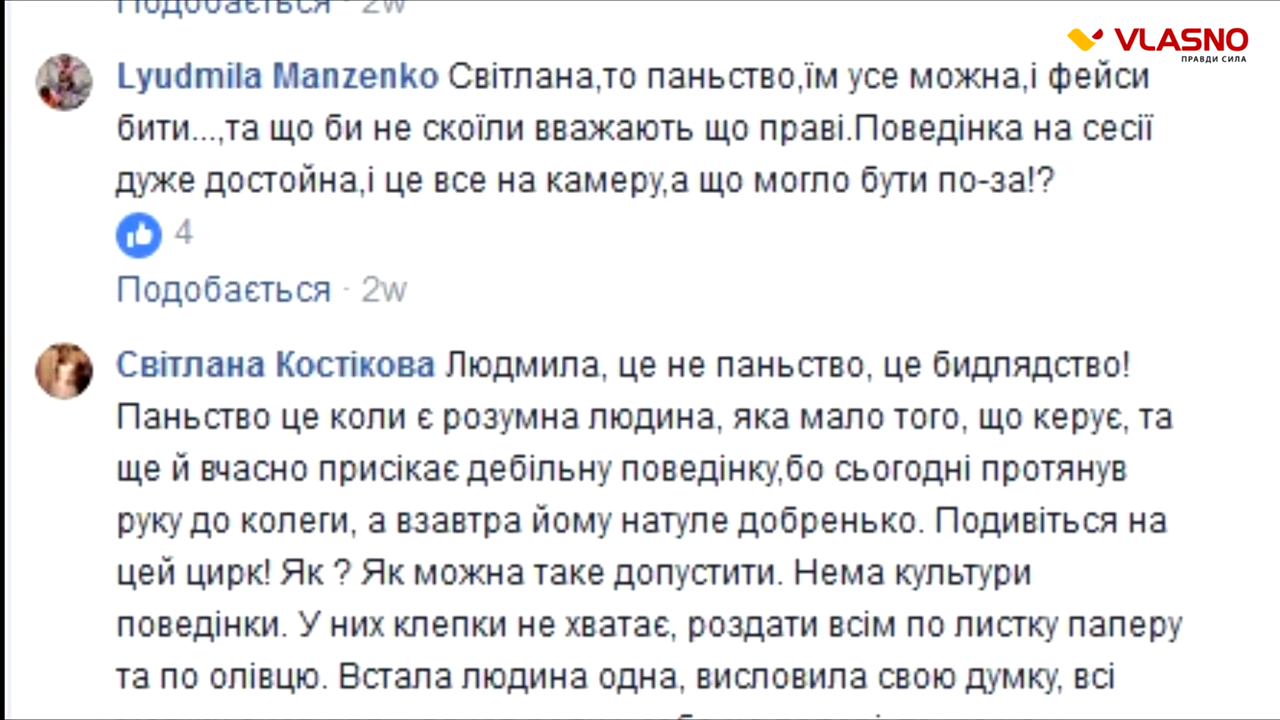 Подобається · 2w
VLASNO
ПРАВДИ СИЛА
Lyudmila Manzenko Світлана,то паньство,їм усе можна,і фейси
бити...,та що би не скоїли вважають що праві.Поведінка на сесії
дуже достойна,і це все на камеру,а що могло бути по-за!?
4
Подобається · 2w
Світлана Костікова Людмила, це не паньство, це бидлядство!
Паньство це коли є розумна людина, яка мало того, що керує, та
ще й вчасно присікає дебільну поведінку,бо сьогодні протянув
руку до колеги, а взавтра йому натуле добренько. Подивіться на
цей цирк! Як ? Як можна таке допустити. Нема культури
поведінки. У них клепки не хватає, роздати всім по листку паперу
та по олівцю. Встала людина одна, висловила свою думку, всі